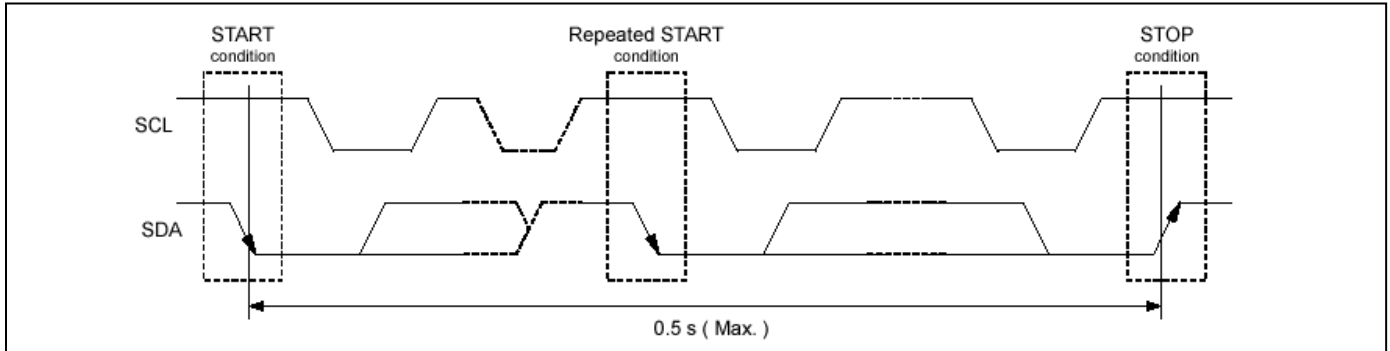 START
condition
Repeated START
condition
STOP
condition
SCL
SDA
0.5 s ( Max. )